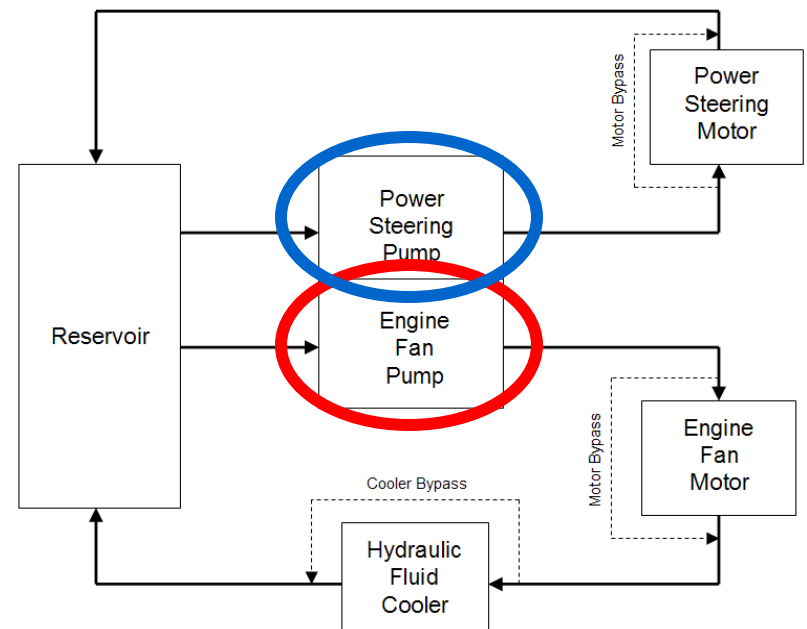 Motor Bypass
Power
Steering
Motor
Power
Steering
Pump
Reservoir
Engine
Fan
Pump
Motor Bypass
Engine
Fan
Motor
Cooler Bypass
Hydraulic
Fluid
Cooler